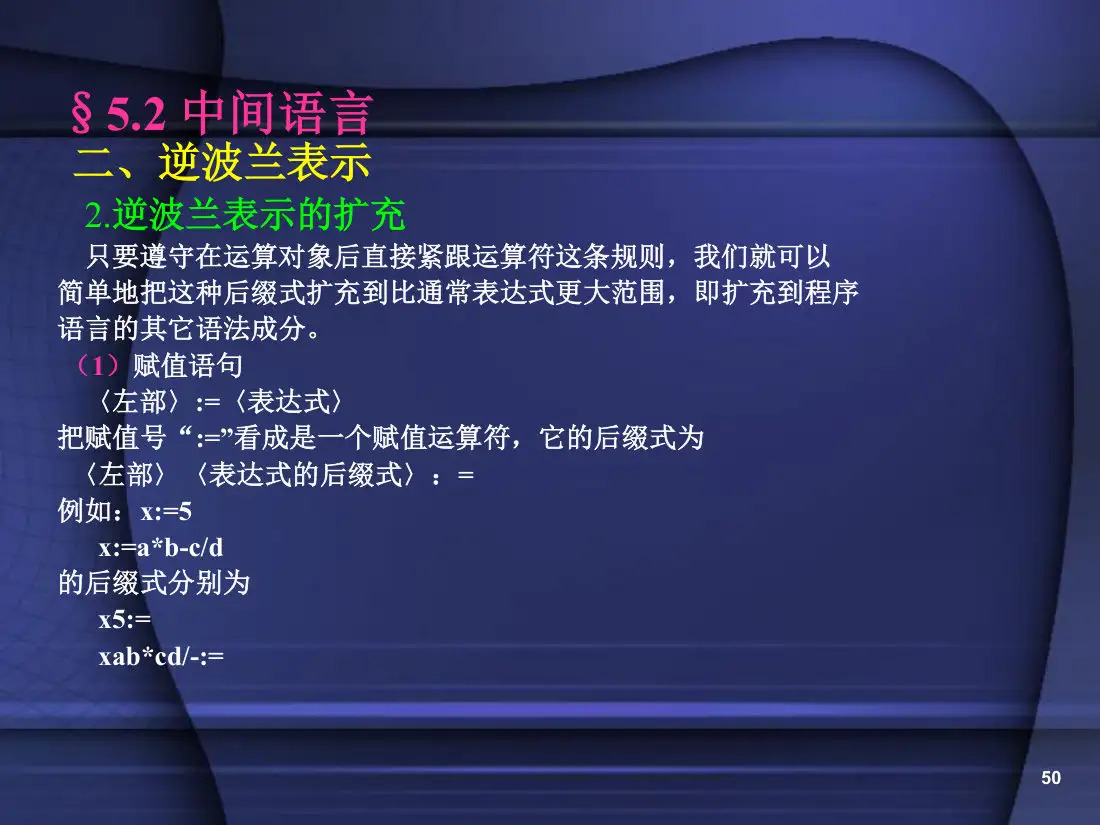 §5.2 中间语言
二、逆波兰表示
2.逆波兰表示的扩充
只要遵守在运算对象后直接紧跟运算符这条规则，我们就可以
简单地把这种后缀式扩充到比通常表达式更大范围，即扩充到程序
语言的其它语法成分。
（1）赋值语句
〈左部〉:=〈表达式〉
把赋值号“:=”看成是一个赋值运算符，它的后缀式为
〈左部〉〈表达式的后缀式〉：=
例如：x:=5
x:=a*b-c/d
的后缀式分别为
x5:=
xab*cd/-:=
50